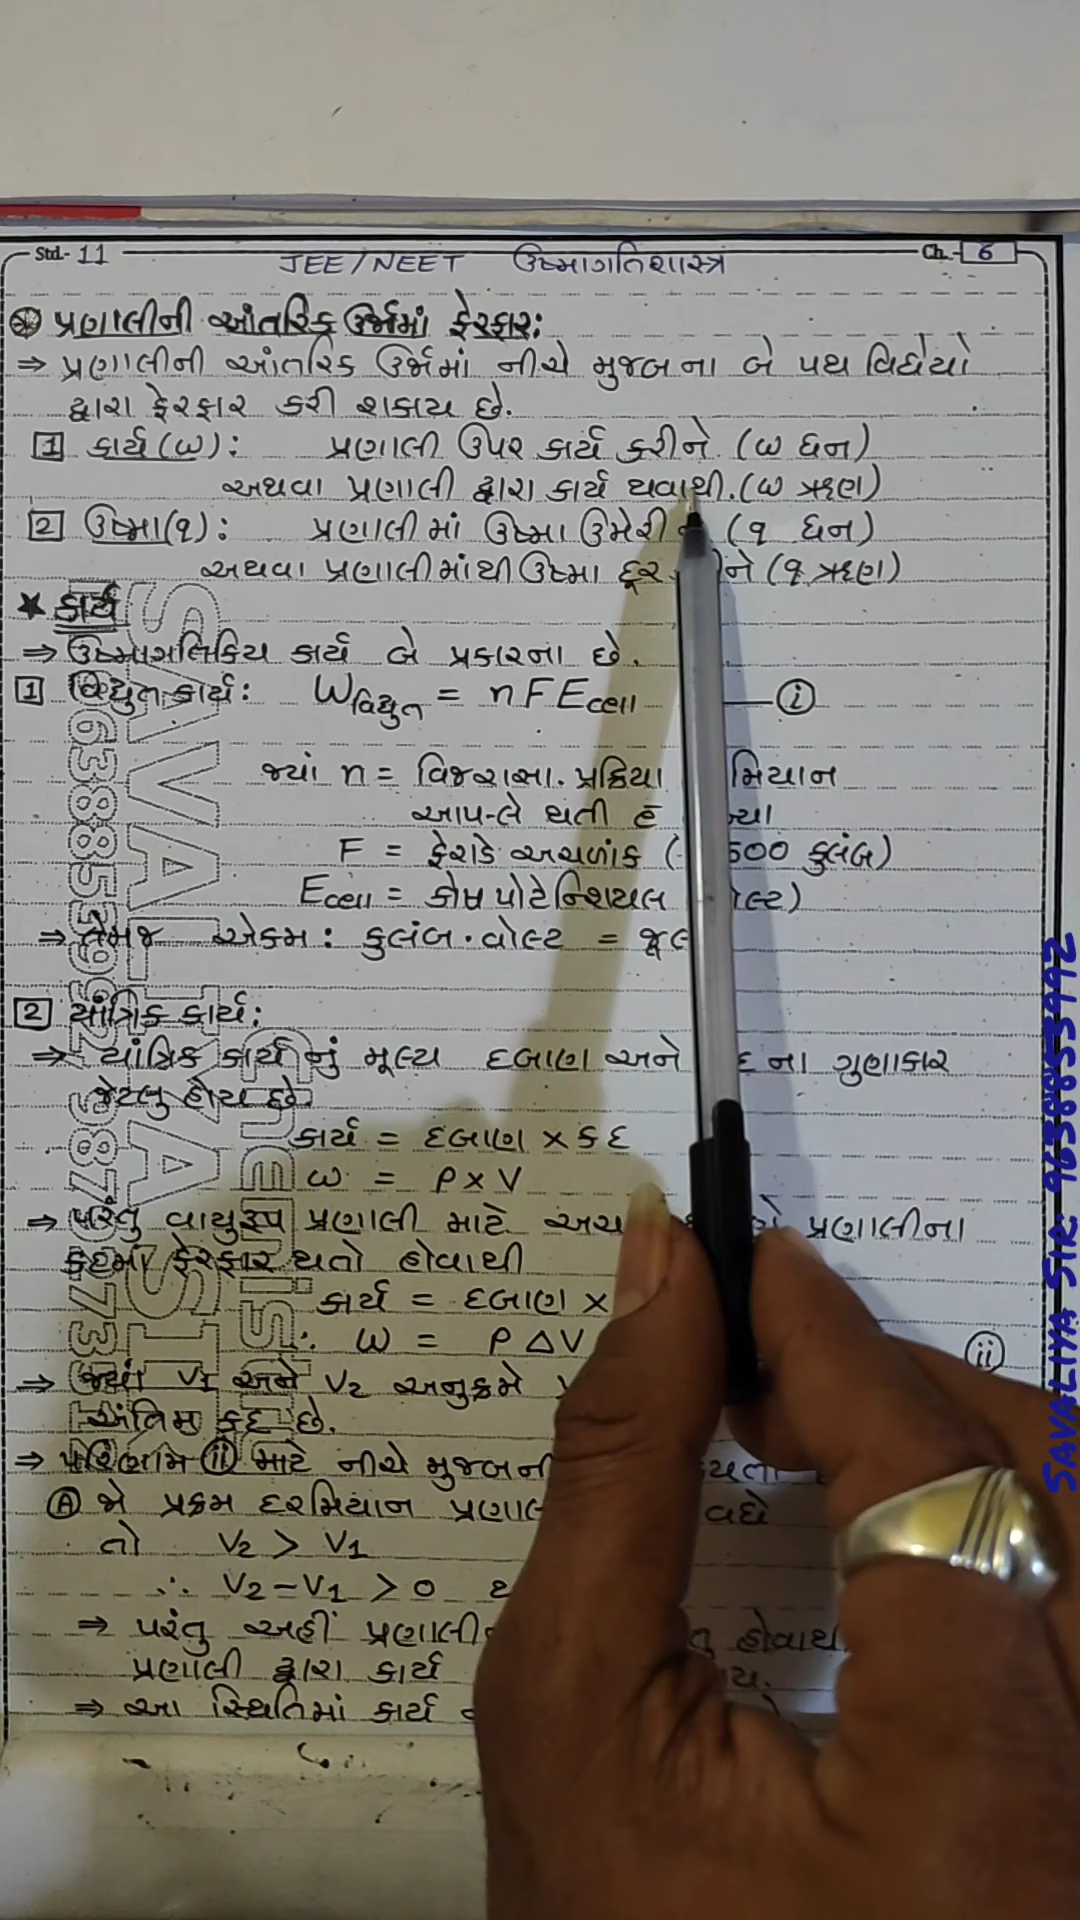 Std.- 11 JEE/NEET ઉષ્માગતિશાસ્ત્ર Ch.- 6
પ્રણાલીની આંતરિક ઉર્જામાં ફેરફાર:
⇒ પ્રણાલીની આંતરિક ઉર્જામાં નીચે મુજબના બે પથ વિધેયો
દ્વારા ફેરફાર કરી શકાય છે.
1 કાર્ય(w): પ્રણાલી ઉપર કાર્ય કરીને (w ધન)
અથવા પ્રણાલી દ્વારા કાર્ય થવાથી. (w ઋણ)
2 ઉષ્મા(q): પ્રણાલીમાં ઉષ્મા ઉમેરી (q ધન)
અથવા પ્રણાલીમાંથી ઉષ્મા દૂર ને (q ઋણ)
★ કાર્ય
⇒ ઉષ્માગતિકિય કાર્ય બે પ્રકારના છે.
1 વિદ્યુત કાર્ય: Wવિદ્યુત = nFEcell — (i)
જ્યાં n = વિજરાસા. પ્રક્રિયા મિયાન
આપ-લે થતી
F = ફેરાડે અચળાંક ( 500 કુલંબ)
Ecell = કોષ પોટેન્શિયલ
⇒ તેમજ એકમ: કુલંબ.વોલ્ટ = જૂલ
2 યાંત્રિક કાર્ય:
⇒ યાંત્રિક કાર્યનું મૂલ્ય દબાણ અને ના ગુણાકાર
જેટલુ હોય છે.
કાર્ય = દબાણ × કદ
w = P×V
⇒ પરંતુ વાયુરૂપ પ્રણાલી માટે પ્રણાલીના
કદમાં ફેરફાર થતો હોવાથી
કાર્ય = દબાણ ×
∴ w = P ΔV (ii)
⇒ જ્યાં V1 અને V2 અનુક્રમે
અંતિમ કદ છે.
⇒ પરિણામ (ii) માટે નીચે મુજબની
(A) જો પ્રક્રમ દરમિયાન વધે
તો V2 > V1
∴ V2-V1 > 0
⇒ પરંતુ અહીં
પ્રણાલી દ્વારા કાર્ય
⇒ આ સ્થિતિમાં કાર્ય
SAVALIYA SIR: 9638853992